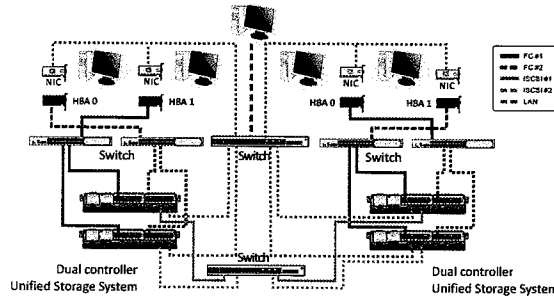 NIC
NIC
NIC
NIC
HBA 0
HBA 1
HBA 0
HBA 1
FC#1
FC#2
ISCSI#1
ISCSI#2
LAN
Switch
Switch
Switch
Switch
Dual controller
Unified Storage System
Dual controller
Unified Storage System